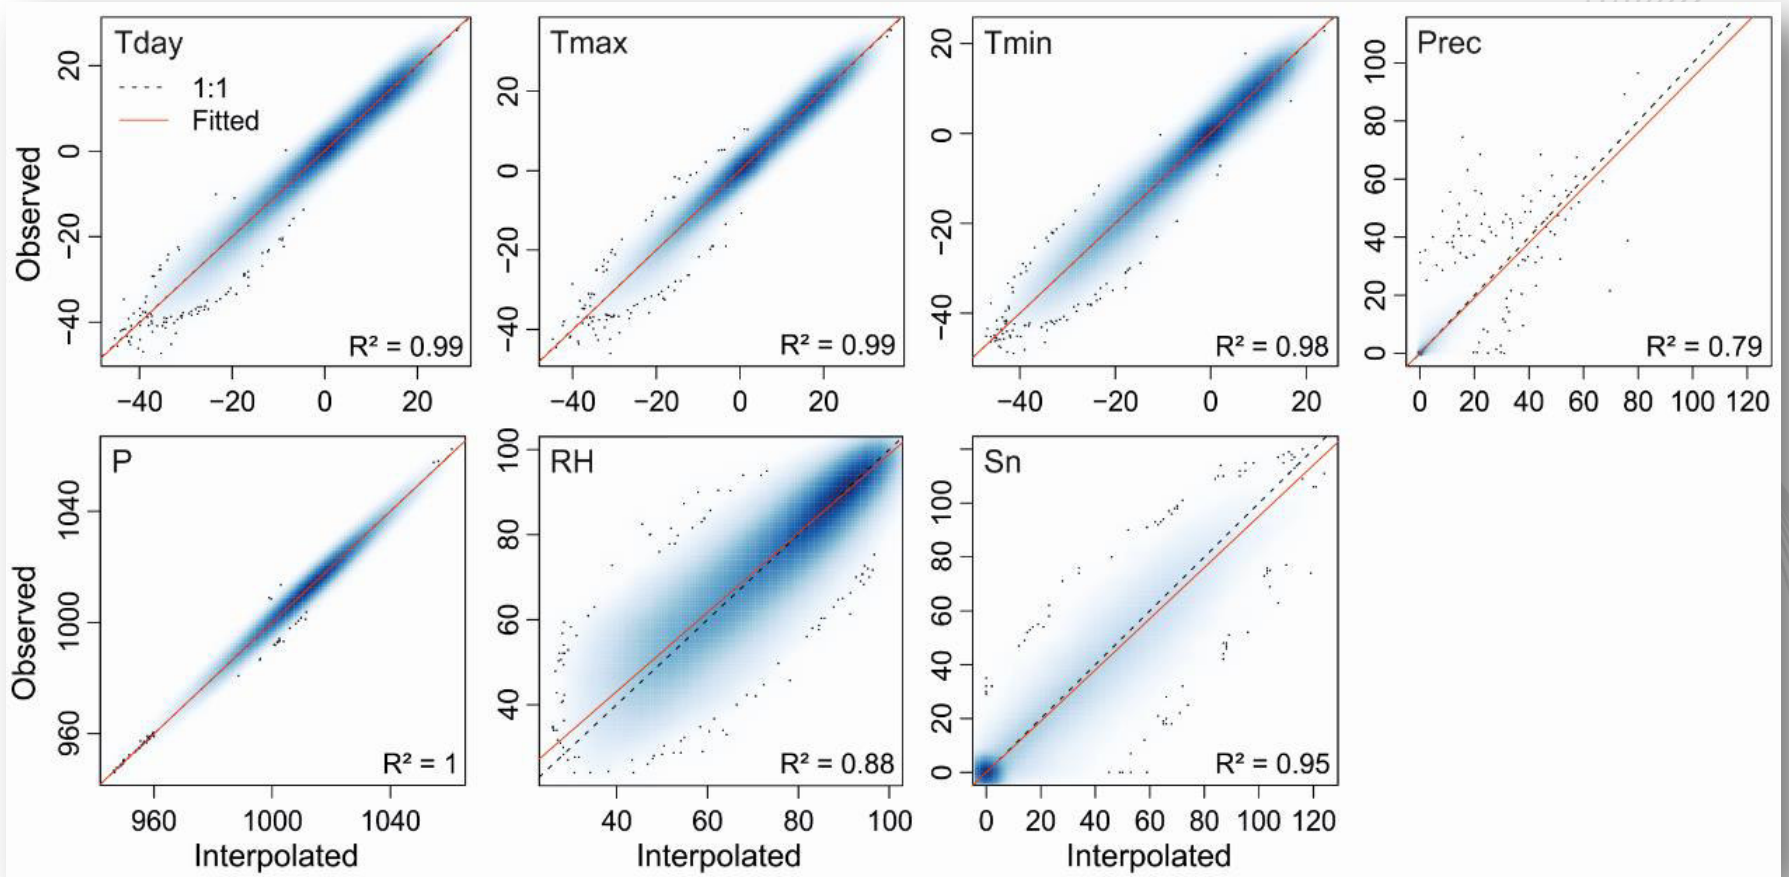 Tday
1:1
Fitted
Observed
20
0
−20
−40
R² = 0.99
−40 −20 0 20
Tmax
20
0
−20
−40
R² = 0.99
−40 −20 0 20
Tmin
20
0
−20
−40
R² = 0.98
−40 −20 0 20
Prec
100
80
60
40
20
0
R² = 0.79
0 20 40 60 80 100 120
P
Observed
1040
1000
960
R² = 1
960 1000 1040
Interpolated
RH
100
80
60
40
R² = 0.88
40 60 80 100
Interpolated
Sn
100
80
60
40
20
0
R² = 0.95
0 20 40 60 80 100 120
Interpolated